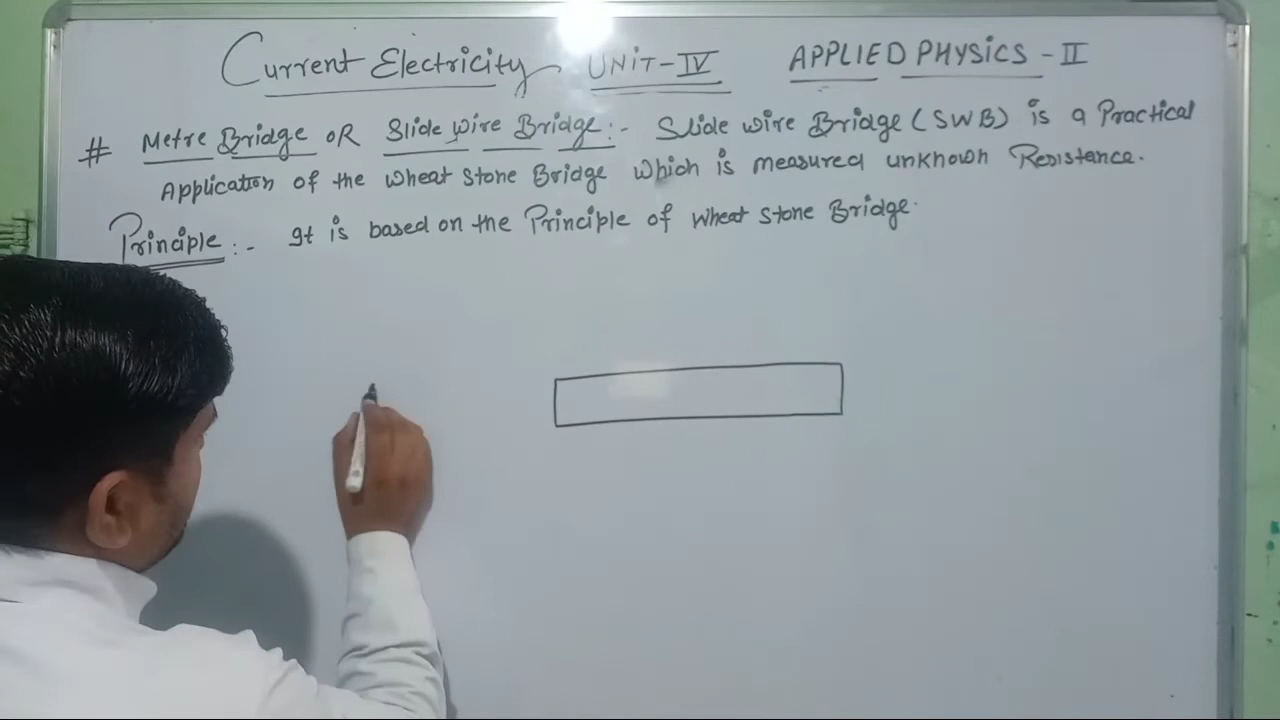 Current Electricity UNIT-IV APPLIED PHYSICS-II
# Metre Bridge OR Slide Wire Bridge:- Slide wire Bridge (SWB) is a Practical
Application of the Wheat Stone Bridge which is measured unknown Resistance.
Principle:- It is based on the Principle of Wheat Stone Bridge.